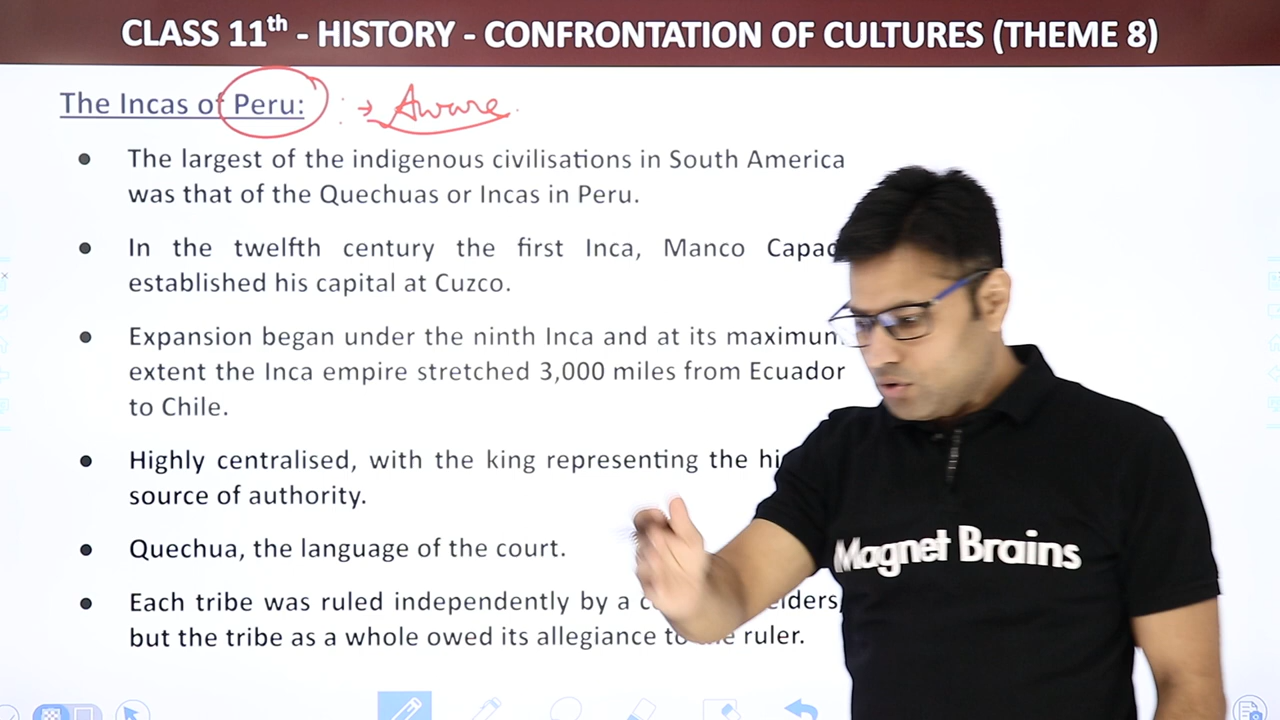 CLASS 11th - HISTORY - CONFRONTATION OF CULTURES (THEME 8)
The Incas of Peru: : → Aware
● The largest of the indigenous civilisations in South America
was that of the Quechuas or Incas in Peru.
● In the twelfth century the first Inca, Manco Capac
established his capital at Cuzco.
● Expansion began under the ninth Inca and at its maximum
extent the Inca empire stretched 3,000 miles from Ecuador
to Chile.
● Highly centralised, with the king representing the
source of authority.
● Quechua, the language of the court.
● Each tribe was ruled independently by a elders,
but the tribe as a whole owed its allegiance to the ruler.
Magnet Brains